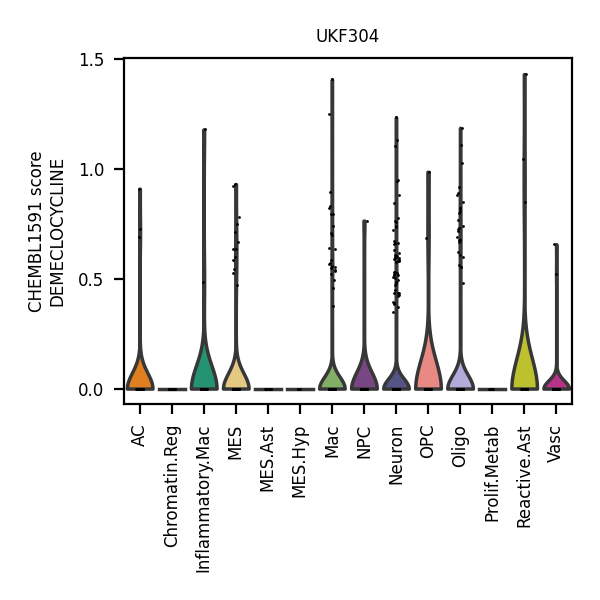 UKF304
CHEMBL1591 score
DEMECLOCYCLINE
1.5
1.0
0.5
0.0
AC
Chromatin.Reg
Inflammatory.Mac
MES
MES.Ast
MES.Hyp
Mac
NPC
Neuron
OPC
Oligo
Prolif.Metab
Reactive.Ast
Vasc